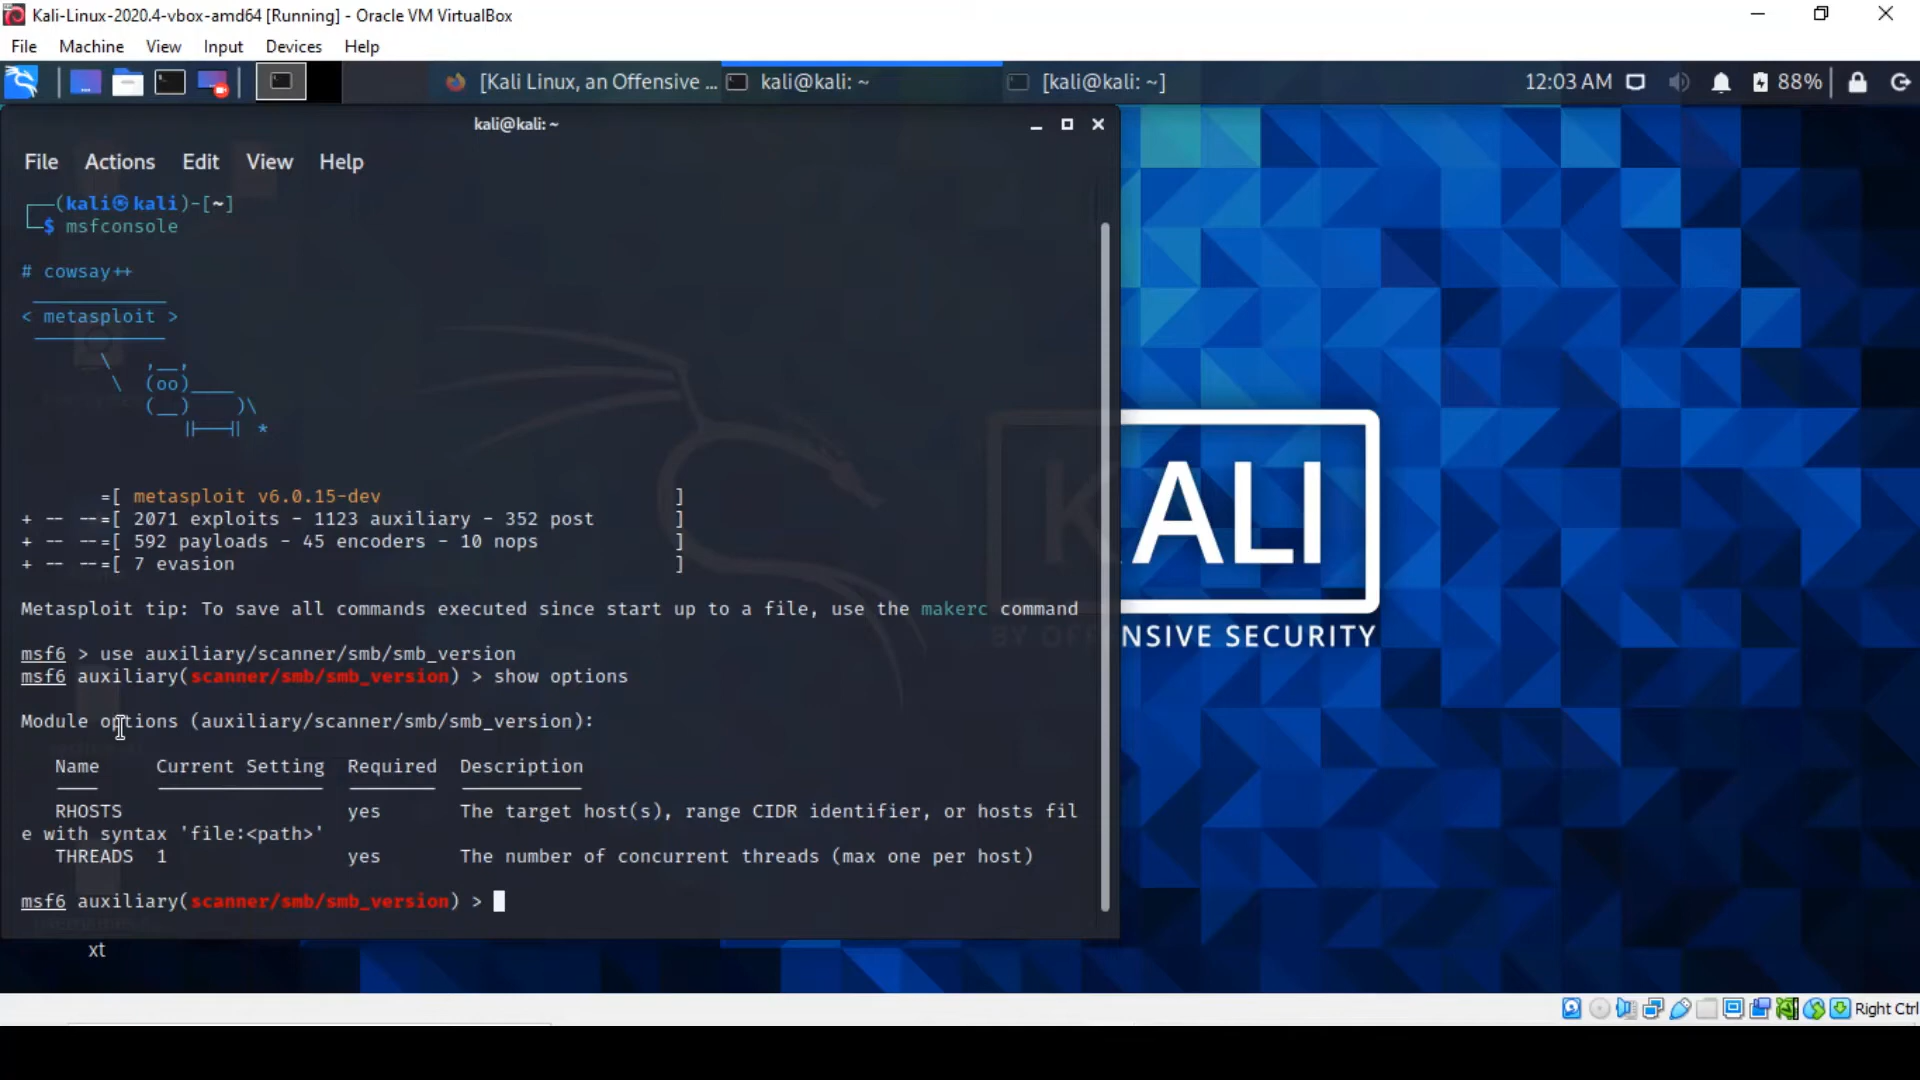 Kali-Linux-2020.4-vbox-amd64 [Running] - Oracle VM VirtualBox
File Machine View Input Devices Help
[Kali Linux, an Offensive ... kali@kali: ~ [kali@kali: ~] 12:03 AM 88%
kali@kali: ~
File Actions Edit View Help
┌──(kali㉿kali)-[~]
└─$ msfconsole
# cowsay++
< metasploit >
\ ,__,
\ (oo)____
(__) )\
||──|| *
=[ metasploit v6.0.15-dev ]
+ -- --=[ 2071 exploits - 1123 auxiliary - 352 post ]
+ -- --=[ 592 payloads - 45 encoders - 10 nops ]
+ -- --=[ 7 evasion ]
Metasploit tip: To save all commands executed since start up to a file, use the makerc command
msf6 > use auxiliary/scanner/smb/smb_version
msf6 auxiliary(scanner/smb/smb_version) > show options
Module options (auxiliary/scanner/smb/smb_version):
Name Current Setting Required Description
RHOSTS yes The target host(s), range CIDR identifier, or hosts fil
e with syntax 'file:<path>'
THREADS 1 yes The number of concurrent threads (max one per host)
msf6 auxiliary(scanner/smb/smb_version) >
xt
KALI
BY OFFENSIVE SECURITY
Right Ctrl